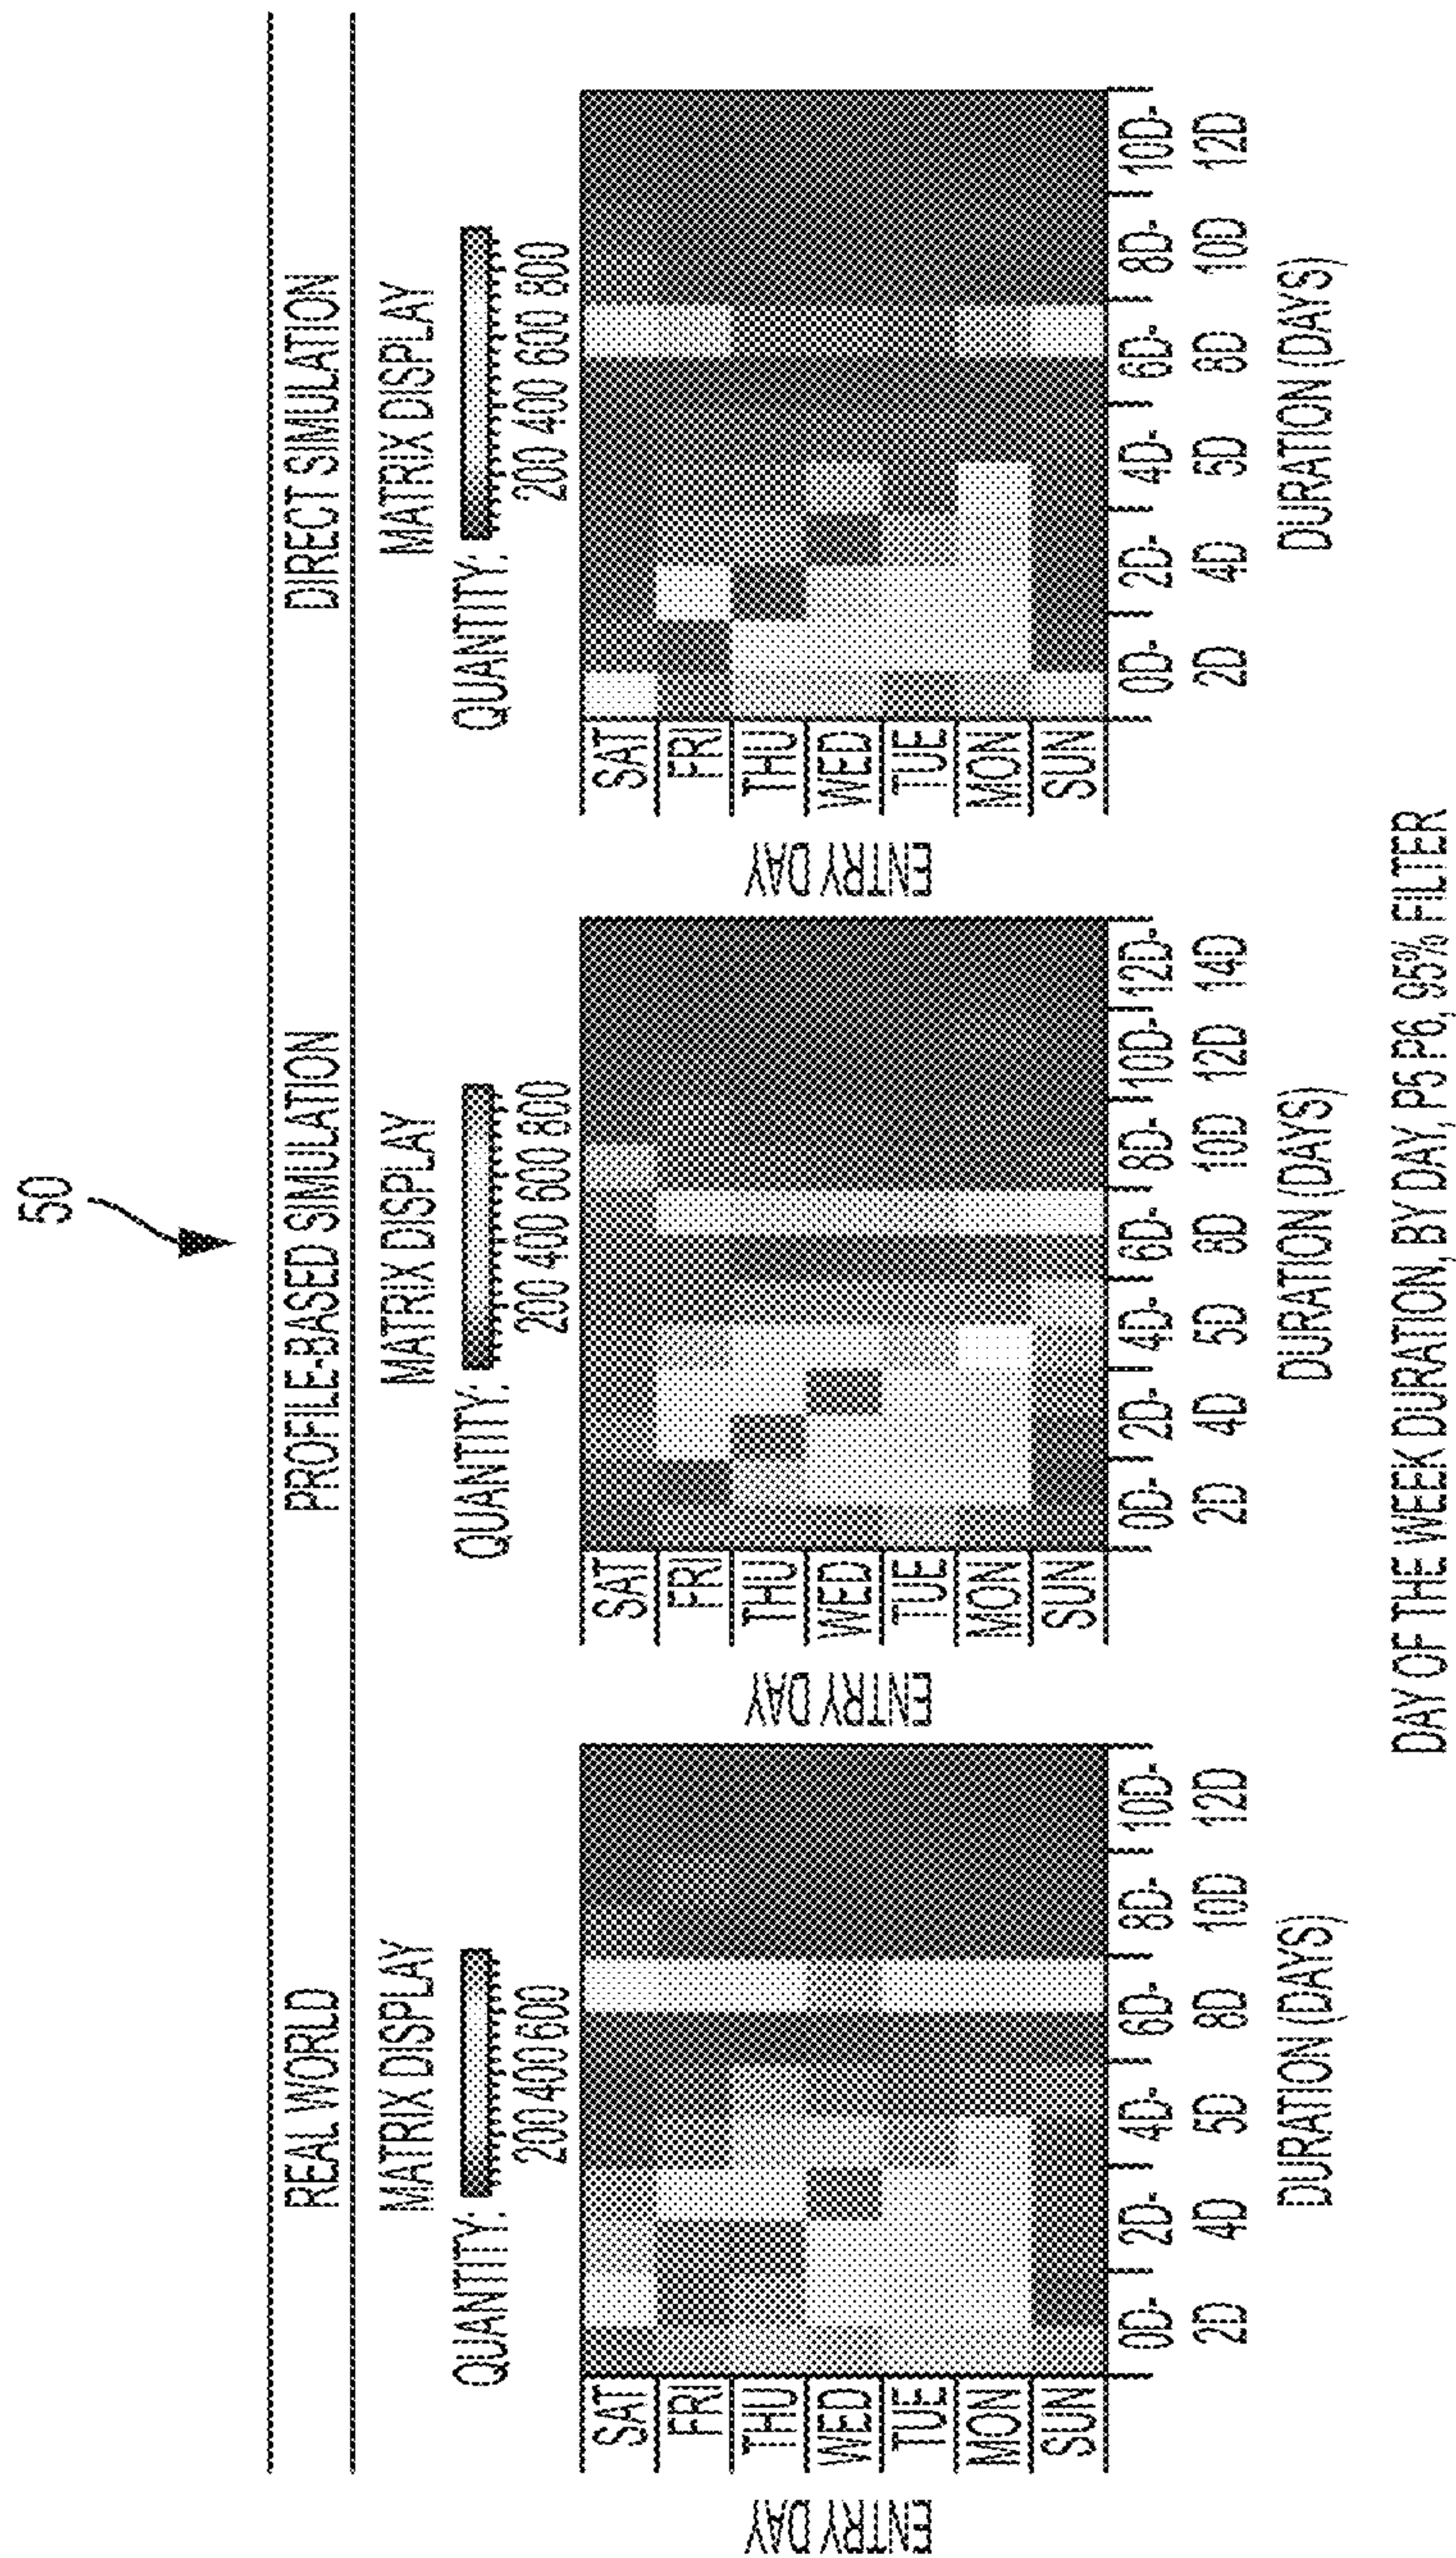 50
REAL WORLD
PROFILE-BASED SIMULATION
DIRECT SIMULATION
MATRIX DISPLAY
QUANTITY:
200 400 600
ENTRY DAY
SAT
FRI
THU
WED
TUE
MON
SUN
0D- 2D- 4D- 6D- 8D- 10D-
2D 4D 5D 8D 10D 12D
DURATION (DAYS)
MATRIX DISPLAY
QUANTITY:
200 400 600 800
ENTRY DAY
SAT
FRI
THU
WED
TUE
MON
SUN
0D- 2D- 4D- 6D- 8D- 10D- 12D-
2D 4D 5D 8D 10D 12D 14D
DURATION (DAYS)
MATRIX DISPLAY
QUANTITY:
200 400 600 800
ENTRY DAY
SAT
FRI
THU
WED
TUE
MON
SUN
0D- 2D- 4D- 6D- 8D- 10D-
2D 4D 5D 8D 10D 12D
DURATION (DAYS)
DAY OF THE WEEK DURATION, BY DAY, P5 P6, 95% FILTER